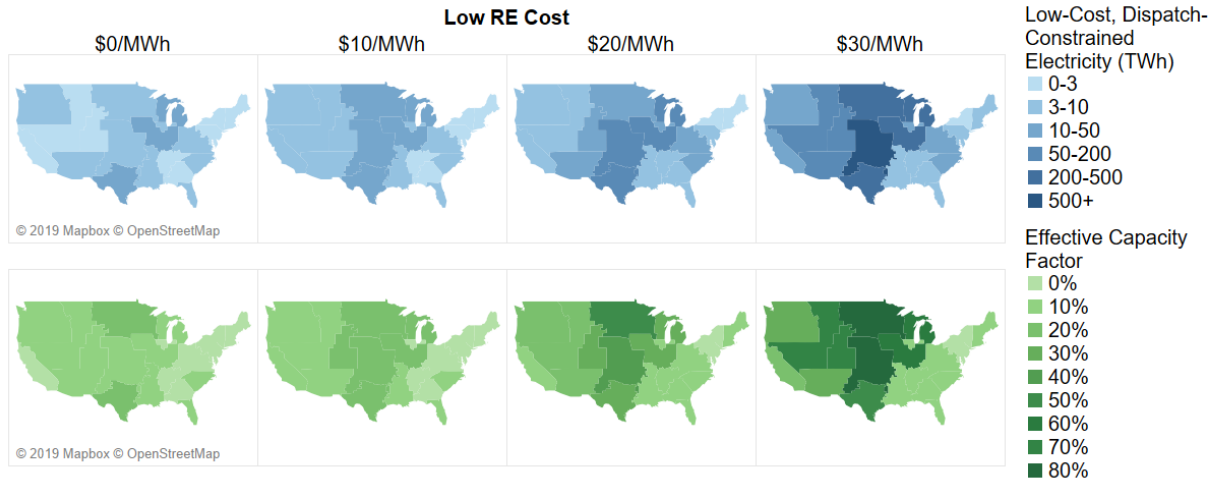 Low RE Cost
$0/MWh
$10/MWh
$20/MWh
$30/MWh
© 2019 Mapbox © OpenStreetMap
© 2019 Mapbox © OpenStreetMap
Low-Cost, Dispatch-
Constrained
Electricity (TWh)
0-3
3-10
10-50
50-200
200-500
500+
Effective Capacity
Factor
0%
10%
20%
30%
40%
50%
60%
70%
80%